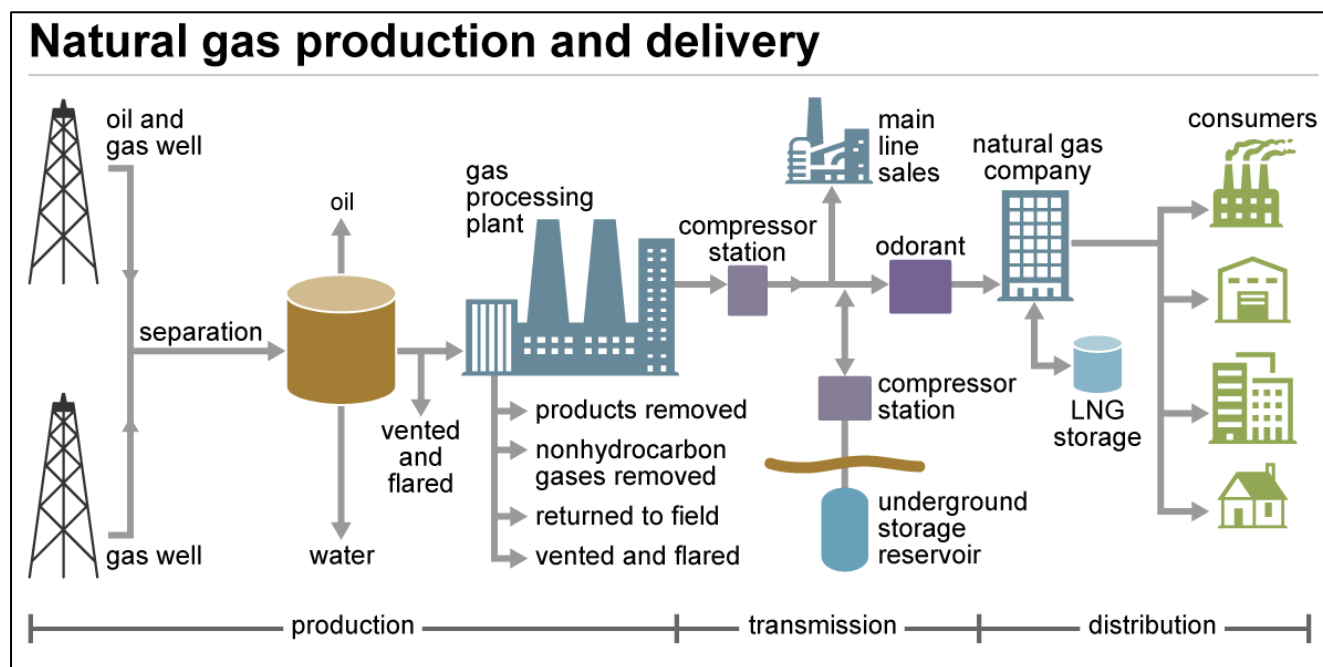 Natural gas production and delivery
oil and
gas well
oil
separation
gas well
water
vented
and
flared
gas
processing
plant
products removed
nonhydrocarbon
gases removed
returned to field
vented and flared
compressor
station
main
line
sales
odorant
compressor
station
underground
storage
reservoir
natural gas
company
LNG
storage
consumers
production
transmission
distribution